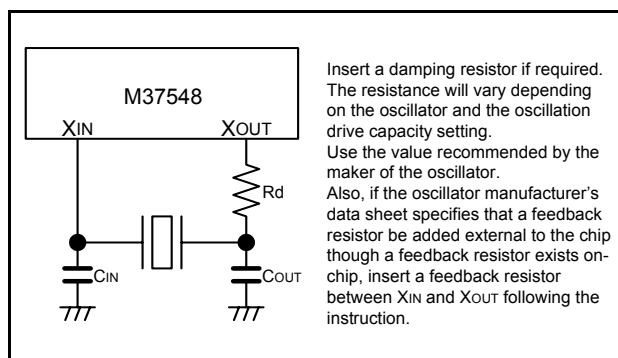 M37548
XIN
XOUT
Rd
CIN
COUT
Insert a damping resistor if required.
The resistance will vary depending
on the oscillator and the oscillation
drive capacity setting.
Use the value recommended by the
maker of the oscillator.
Also, if the oscillator manufacturer’s
data sheet specifies that a feedback
resistor be added external to the chip
though a feedback resistor exists on-
chip, insert a feedback resistor
between XIN and XOUT following the
instruction.